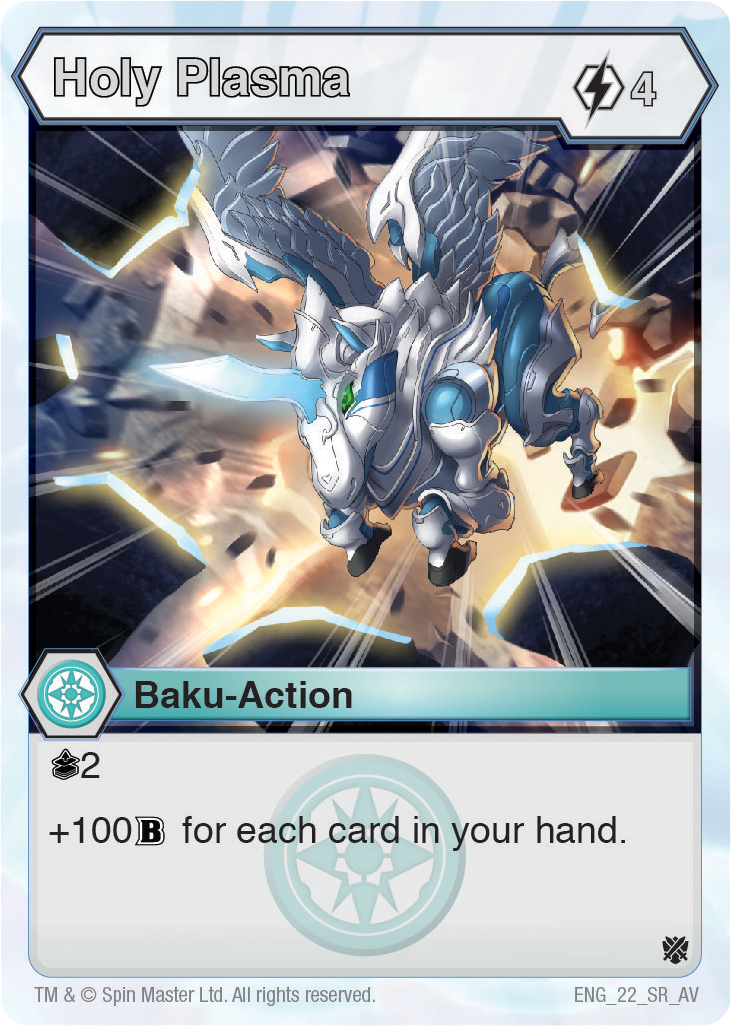 Holy Plasma
4
Baku-Action
2
+100B for each card in your hand.
TM & © Spin Master Ltd. All rights reserved.
ENG_22_SR_AV